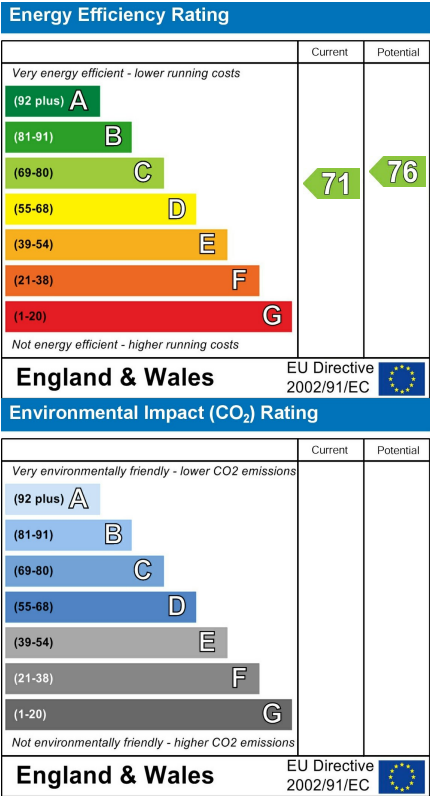 Energy Efficiency Rating
Current Potential
Very energy efficient - lower running costs
(92 plus) A
(81-91) B
(69-80) C
(55-68) D
(39-54) E
(21-38) F
(1-20) G
71 76
Not energy efficient - higher running costs
England & Wales
EU Directive
2002/91/EC
Environmental Impact (CO₂) Rating
Current Potential
Very environmentally friendly - lower CO2 emissions
(92 plus) A
(81-91) B
(69-80) C
(55-68) D
(39-54) E
(21-38) F
(1-20) G
Not environmentally friendly - higher CO2 emissions
England & Wales
EU Directive
2002/91/EC